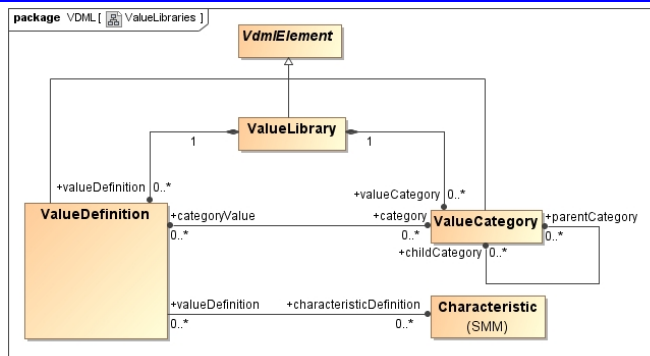 package VDML [ ValueLibraries ]
VdmlElement
ValueLibrary
1
1
+valueDefinition 0..*
+valueCategory 0..*
ValueDefinition
+categoryValue
0..*
+category
0..*
ValueCategory
+parentCategory
0..*
+childCategory 0..*
+valueDefinition
0..*
+characteristicDefinition
0..*
Characteristic
(SMM)